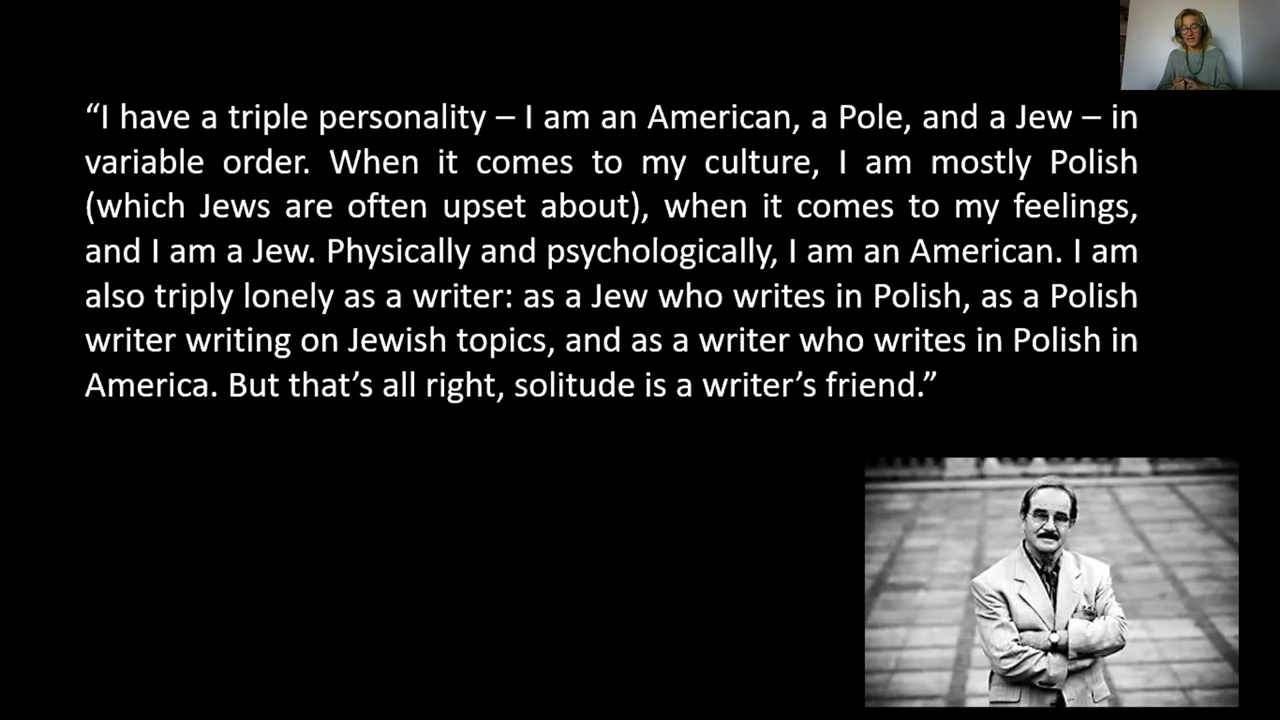 “I have a triple personality – I am an American, a Pole, and a Jew – in
variable order. When it comes to my culture, I am mostly Polish
(which Jews are often upset about), when it comes to my feelings,
and I am a Jew. Physically and psychologically, I am an American. I am
also triply lonely as a writer: as a Jew who writes in Polish, as a Polish
writer writing on Jewish topics, and as a writer who writes in Polish in
America. But that’s all right, solitude is a writer’s friend.”